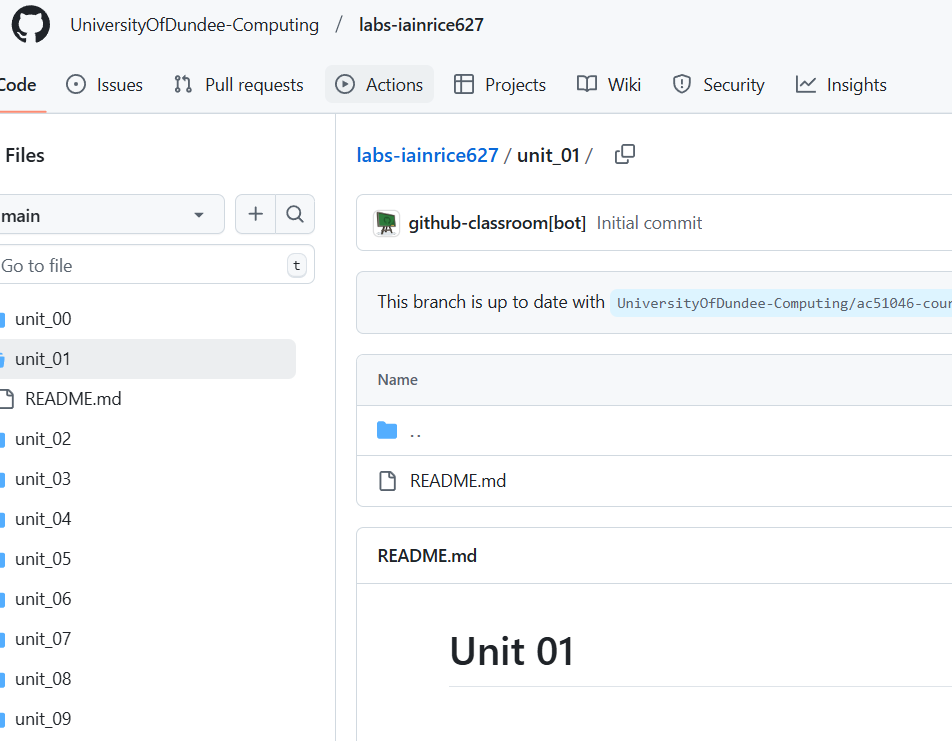 UniversityOfDundee-Computing / labs-iainrice627
Code Issues Pull requests Actions Projects Wiki Security Insights
Files
main
Go to file t
unit_00
unit_01
README.md
unit_02
unit_03
unit_04
unit_05
unit_06
unit_07
unit_08
unit_09
labs-iainrice627 / unit_01 /
github-classroom[bot] Initial commit
This branch is up to date with UniversityOfDundee-Computing/ac51046-cour
Name
..
README.md
README.md
Unit 01